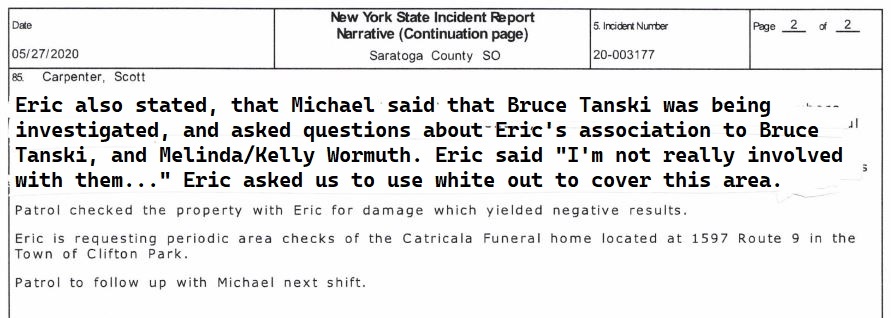 Date
05/27/2020
New York State Incident Report
Narrative (Continuation page)
Saratoga County SO
5. Incident Number
20-003177
Page 2 of 2
85. Carpenter, Scott
Eric also stated, that Michael said that Bruce Tanski was being
investigated, and asked questions about Eric's association to Bruce
Tanski, and Melinda/Kelly Wormuth. Eric said "I'm not really involved
with them..." Eric asked us to use white out to cover this area.
Patrol checked the property with Eric for damage which yielded negative results.
Eric is requesting periodic area checks of the Catricala Funeral home located at 1597 Route 9 in the
Town of Clifton Park.
Patrol to follow up with Michael next shift.